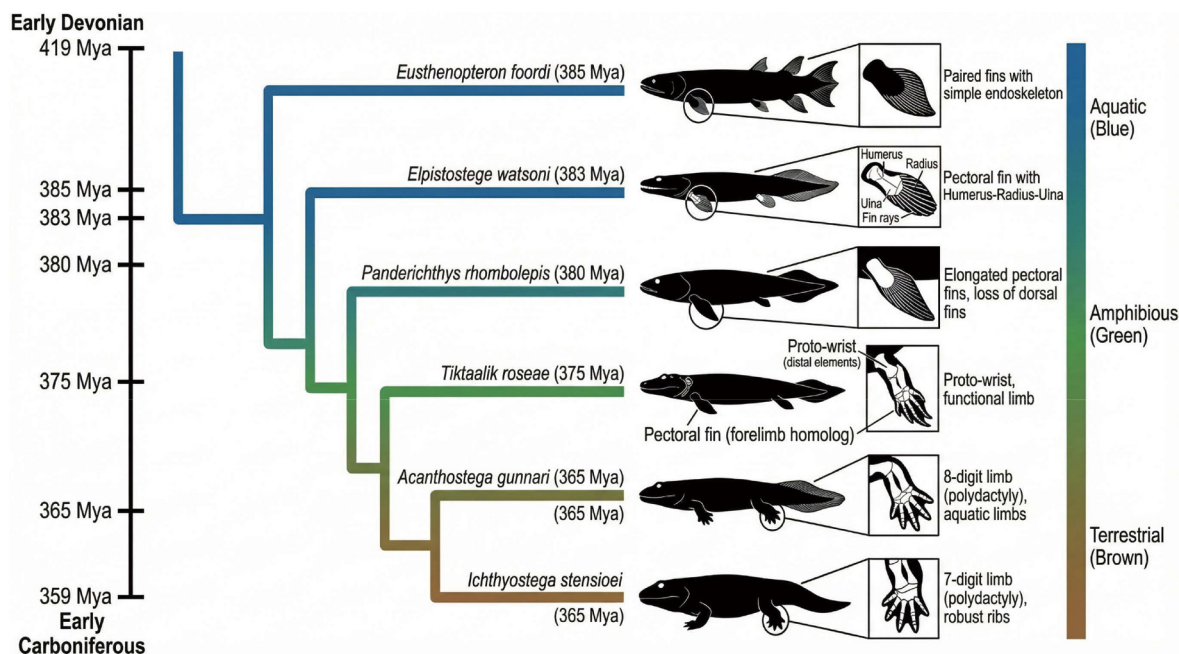 Early Devonian
419 Mya
385 Mya
383 Mya
380 Mya
375 Mya
365 Mya
359 Mya
Early
Carboniferous
Eusthenopteron foordi (385 Mya)
Paired fins with
simple endoskeleton
Elpistostege watsoni (383 Mya)
Humerus
Radius
Uina
Fin rays
Pectoral fin with
Humerus-Radius-Uina
Panderichthys rhombolepis (380 Mya)
Elongated pectoral
fins, loss of dorsal
fins
Tiktaalik roseae (375 Mya)
Proto-wrist
(distal elements)
Pectoral fin (forelimb homolog)
Proto-wrist,
functional limb
Acanthostega gunnari (365 Mya)
(365 Mya)
8-digit limb
(polydactyly),
aquatic limbs
Ichthyostega stensioei
(365 Mya)
7-digit limb
(polydactyly),
robust ribs
Aquatic
(Blue)
Amphibious
(Green)
Terrestrial
(Brown)